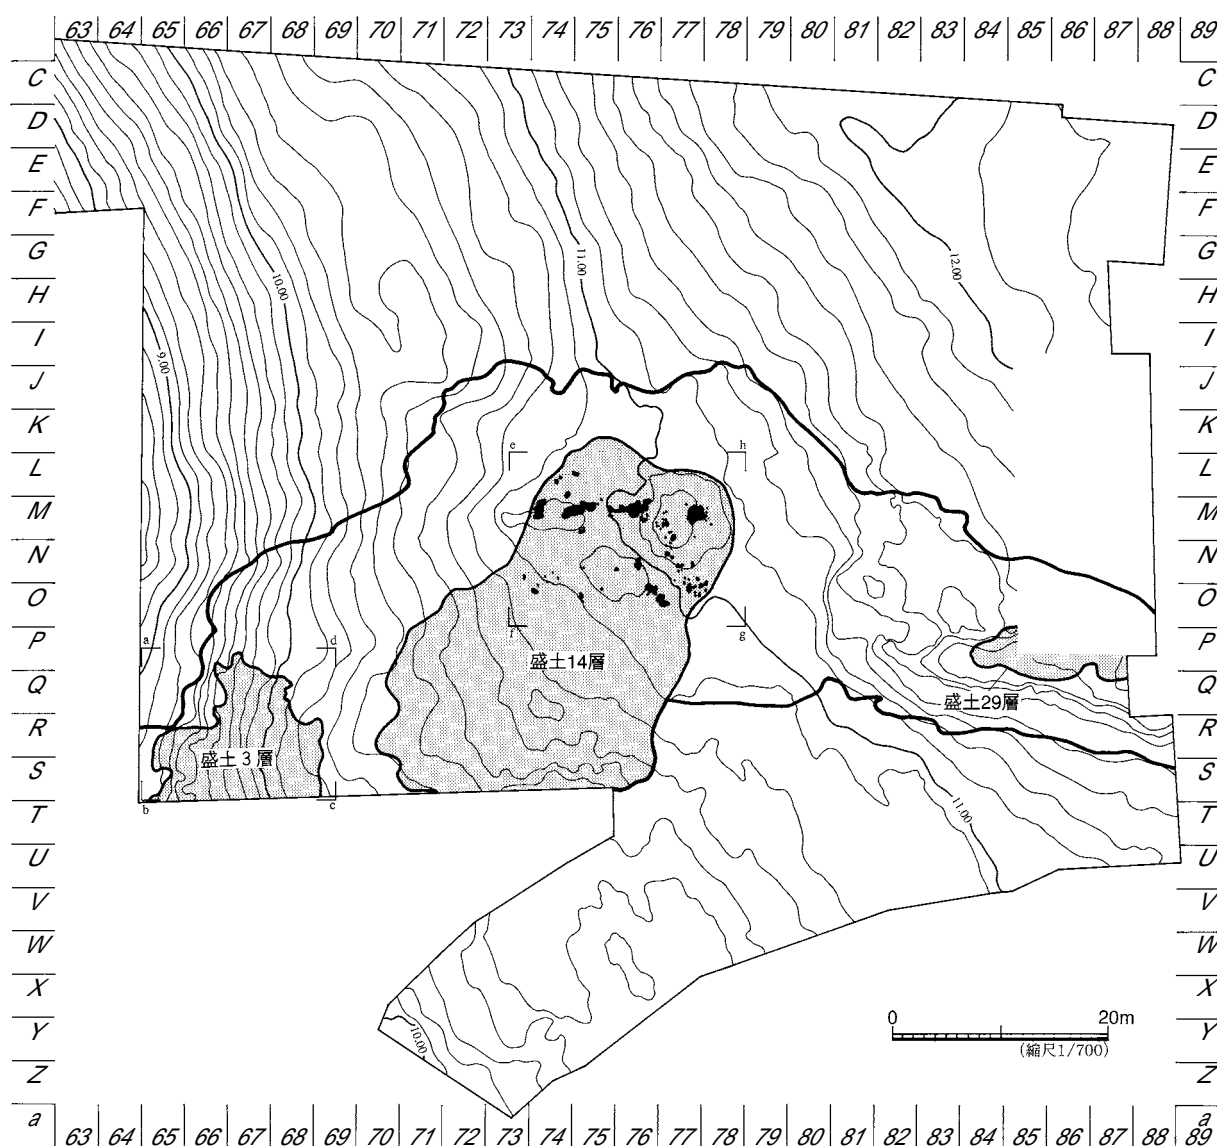 63 64 65 66 67 68 69 70 71 72 73 74 75 76 77 78 79 80 81 82 83 84 85 86 87 88 89
C C
D D
E E
F F
G G
11.00
12.00
10.00
H H
I I
9.00
J J
K K
e h
L L
M M
N N
O O
f g
P P
a d
盛土14層
Q Q
盛土29層
R R
盛土3層
S S
b c
T T
11.00
U U
V V
W W
X X
0 20m
Y Y
10.00
(縮尺1/700)
Z Z
a a
63 64 65 66 67 68 69 70 71 72 73 74 75 76 77 78 79 80 81 82 83 84 85 86 87 88 89